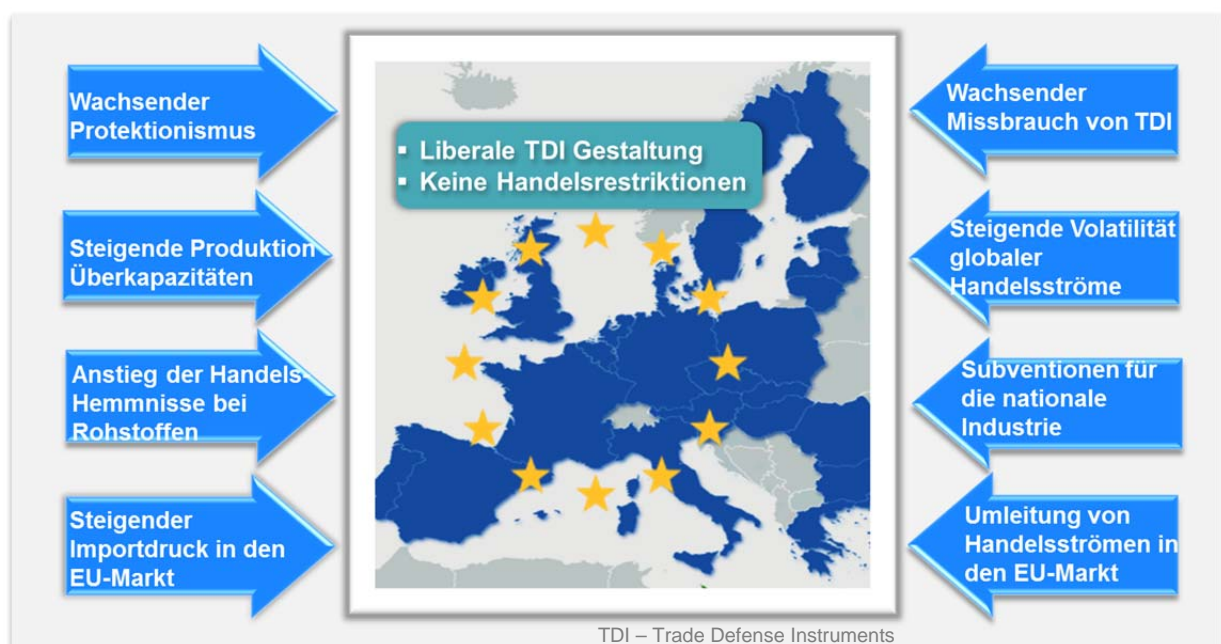 Wachsender
Protektionismus
Steigende Produktion
Überkapazitäten
Anstieg der Handels-
Hemmnisse bei
Rohstoffen
Steigender
Importdruck in den
EU-Markt
▪ Liberale TDI Gestaltung
▪ Keine Handelsrestriktionen
Wachsender
Missbrauch von TDI
Steigende Volatilität
globaler
Handelsströme
Subventionen für
die nationale
Industrie
Umleitung von
Handelsströmen in
den EU-Markt
TDI – Trade Defense Instruments